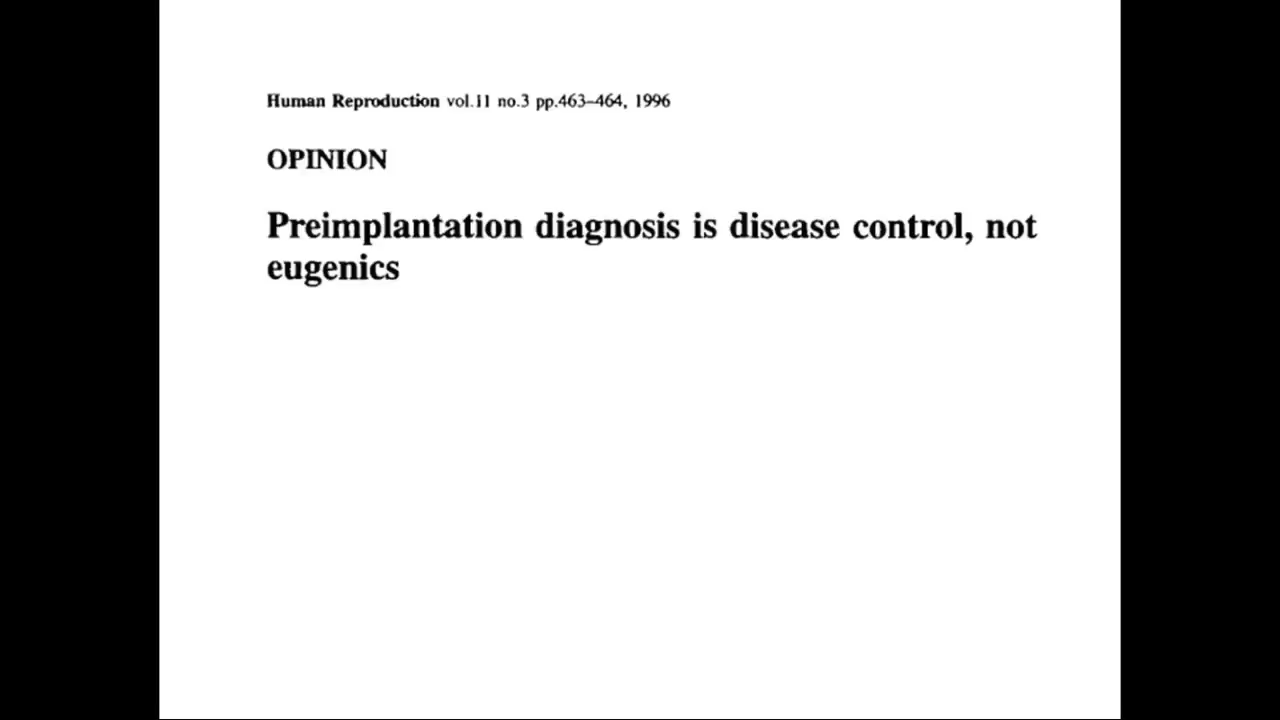 Human Reproduction vol.11 no.3 pp.463–464, 1996
OPINION
Preimplantation diagnosis is disease control, not
eugenics